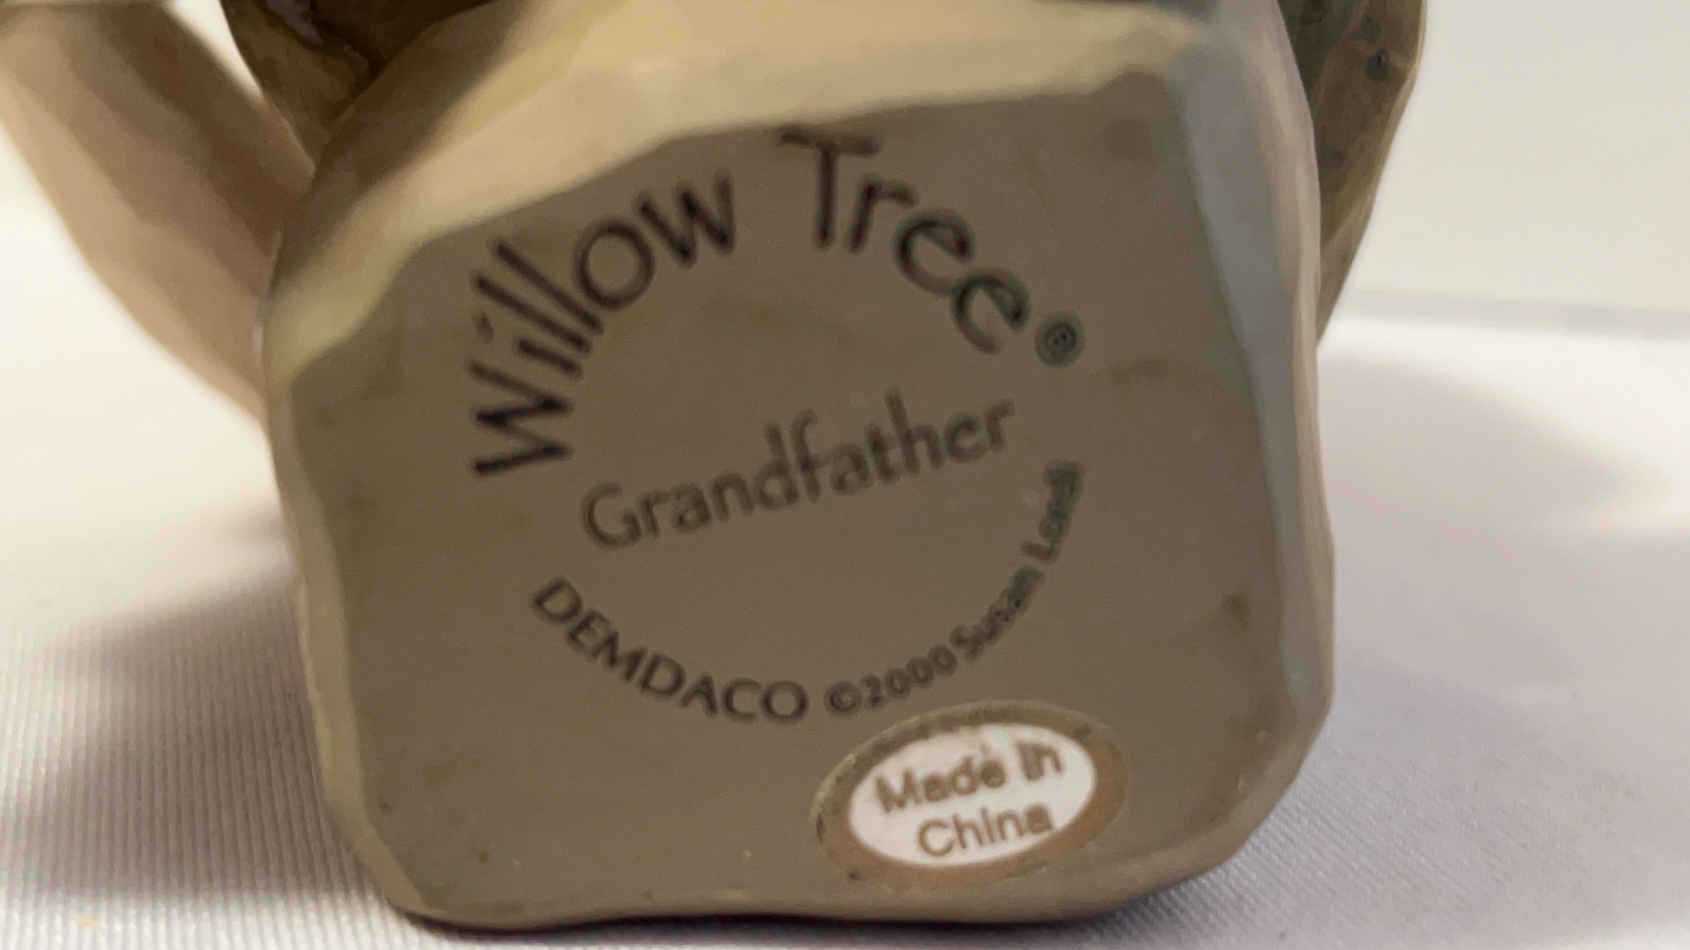 Willow Tree®
Grandfather
DEMDACO ©2000 Susan Lordi
Made in
China